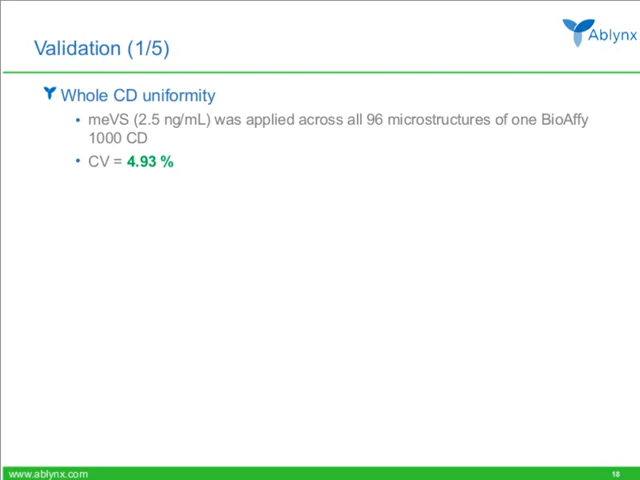 Ablynx
Validation (1/5)
Whole CD uniformity
• meVS (2.5 ng/mL) was applied across all 96 microstructures of one BioAffy
1000 CD
• CV = 4.93 %
www.ablynx.com
18